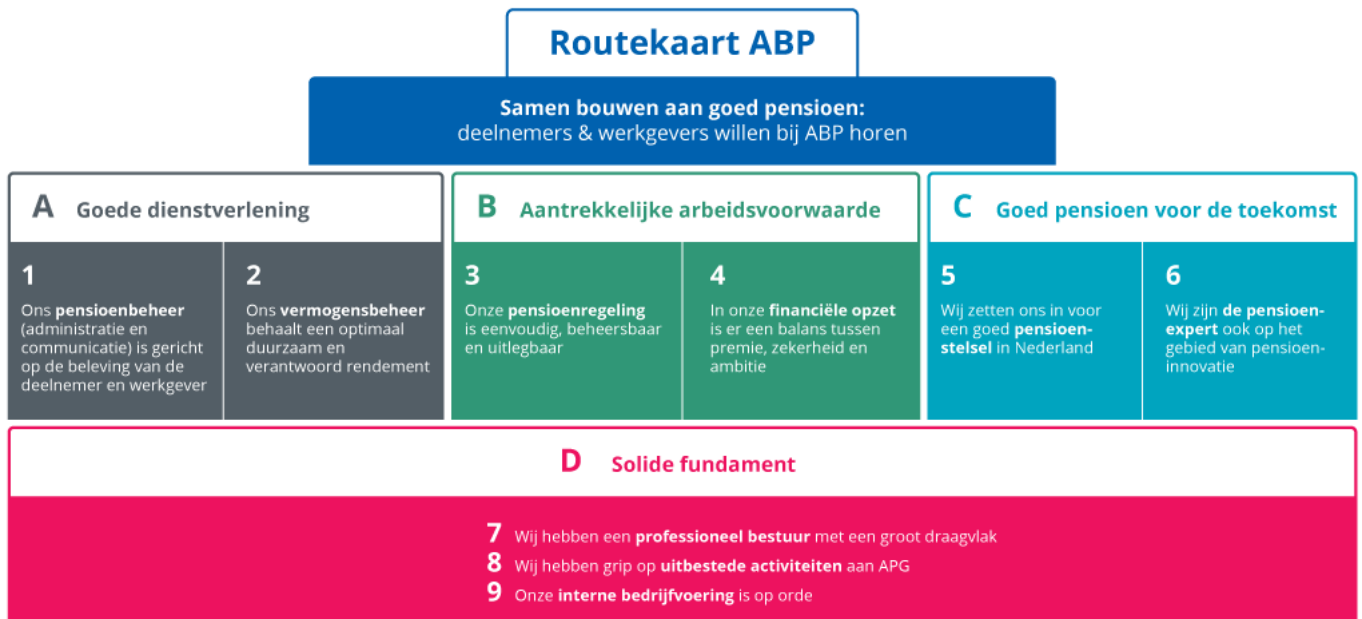 Routekaart ABP
Samen bouwen aan goed pensioen:
deelnemers & werkgevers willen bij ABP horen
A Goede dienstverlening
1
Ons pensioenbeheer
(administratie en
communicatie) is gericht
op de beleving van de
deelnemer en werkgever
2
Ons vermogensbeheer
behaalt een optimaal
duurzaam en
verantwoord rendement
B Aantrekkelijke arbeidsvoorwaarde
3
Onze pensioenregeling
is eenvoudig, beheersbaar
en uitlegbaar
4
In onze financiële opzet
is er een balans tussen
premie, zekerheid en
ambitie
C Goed pensioen voor de toekomst
5
Wij zetten ons in voor
een goed pensioen-
stelsel in Nederland
6
Wij zijn de pensioen-
expert ook op het
gebied van pensioen-
innovatie
D Solide fundament
7 Wij hebben een professioneel bestuur met een groot draagvlak
8 Wij hebben grip op uitbestede activiteiten aan APG
9 Onze interne bedrijfvoering is op orde